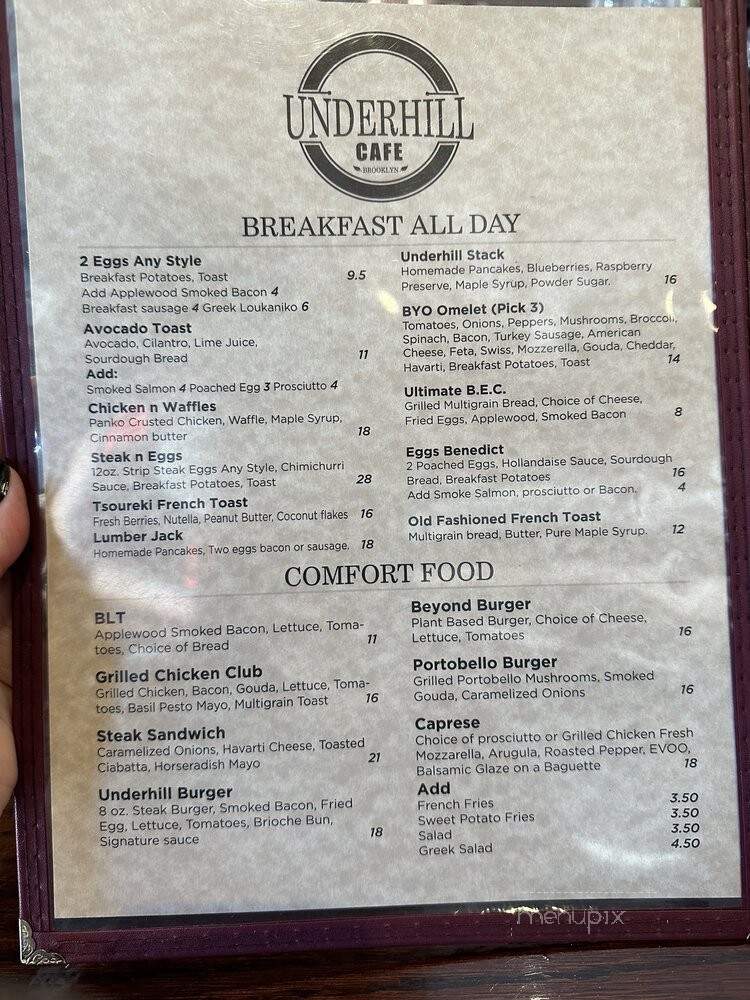 UNDERHILL
CAFE
BROOKLYN
BREAKFAST ALL DAY
2 Eggs Any Style
Breakfast Potatoes, Toast 9.5
Add Applewood Smoked Bacon 4
Breakfast sausage 4 Greek Loukaniko 6
Avocado Toast
Avocado, Cilantro, Lime Juice,
Sourdough Bread 11
Add:
Smoked Salmon 4 Poached Egg 3 Prosciutto 4
Chicken n Waffles
Panko Crusted Chicken, Waffle, Maple Syrup,
Cinnamon butter 18
Steak n Eggs
12oz. Strip Steak Eggs Any Style, Chimichurri
Sauce, Breakfast Potatoes, Toast 28
Tsoureki French Toast
Fresh Berries, Nutella, Peanut Butter, Coconut flakes 16
Lumber Jack
Homemade Pancakes, Two eggs bacon or sausage. 18
Underhill Stack
Homemade Pancakes, Blueberries, Raspberry
Preserve, Maple Syrup, Powder Sugar. 16
BYO Omelet (Pick 3)
Tomatoes, Onions, Peppers, Mushrooms, Broccoli,
Spinach, Bacon, Turkey Sausage, American
Cheese, Feta, Swiss, Mozzerella, Gouda, Cheddar,
Havarti, Breakfast Potatoes, Toast 14
Ultimate B.E.C.
Grilled Multigrain Bread, Choice of Cheese,
Fried Eggs, Applewood, Smoked Bacon 8
Eggs Benedict
2 Poached Eggs, Hollandaise Sauce, Sourdough
Bread, Breakfast Potatoes 16
Add Smoke Salmon, prosciutto or Bacon. 4
Old Fashioned French Toast
Multigrain bread, Butter, Pure Maple Syrup. 12
COMFORT FOOD
BLT
Applewood Smoked Bacon, Lettuce, Toma-
toes, Choice of Bread 11
Grilled Chicken Club
Grilled Chicken, Bacon, Gouda, Lettuce, Toma-
toes, Basil Pesto Mayo, Multigrain Toast 16
Steak Sandwich
Caramelized Onions, Havarti Cheese, Toasted
Ciabatta, Horseradish Mayo 21
Underhill Burger
8 oz. Steak Burger, Smoked Bacon, Fried
Egg, Lettuce, Tomatoes, Brioche Bun,
Signature sauce 18
Beyond Burger
Plant Based Burger, Choice of Cheese,
Lettuce, Tomatoes 16
Portobello Burger
Grilled Portobello Mushrooms, Smoked
Gouda, Caramelized Onions 16
Caprese
Choice of prosciutto or Grilled Chicken Fresh
Mozzarella, Arugula, Roasted Pepper, EVOO,
Balsamic Glaze on a Baguette 18
Add
French Fries 3.50
Sweet Potato Fries 3.50
Salad 3.50
Greek Salad 4.50
menupix